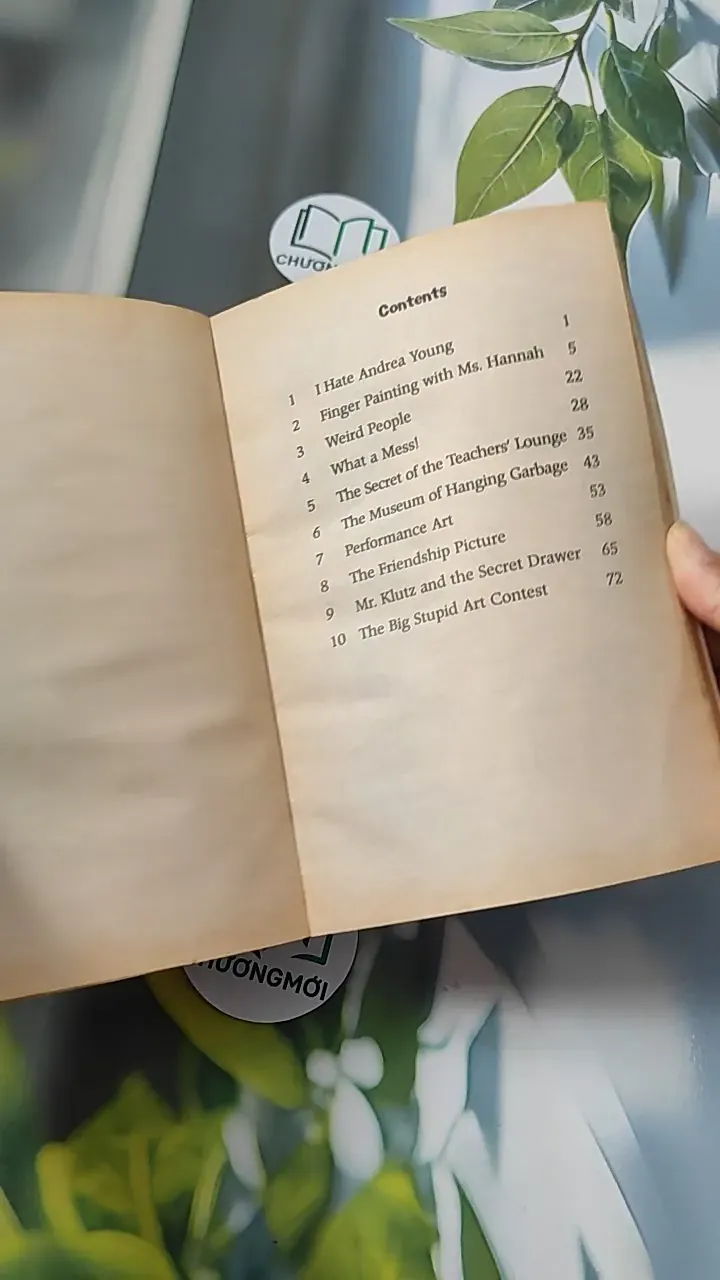 CHƯƠN
Contents
1 I Hate Andrea Young 1
2 Finger Painting with Ms. Hannah 5
3 Weird People 22
4 What a Mess! 28
5 The Secret of the Teachers' Lounge 35
6 The Museum of Hanging Garbage 43
7 Performance Art 53
8 The Friendship Picture 58
9 Mr. Klutz and the Secret Drawer 65
10 The Big Stupid Art Contest 72
HƯƠNGMỚI